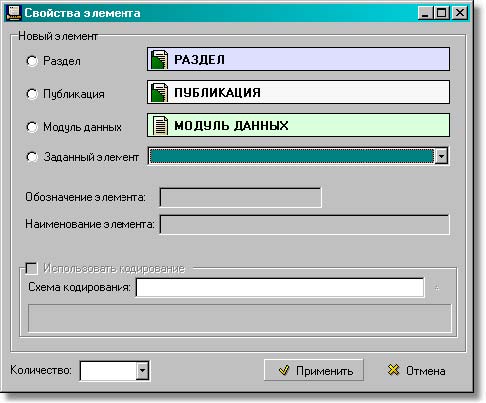 Свойства элемента
Новый элемент
Раздел РАЗДЕЛ
Публикация ПУБЛИКАЦИЯ
Модуль данных МОДУЛЬ ДАННЫХ
Заданный элемент
Обозначение элемента:
Наименование элемента:
Использовать кодирование
Схема кодирования:
Количество: Применить Отмена